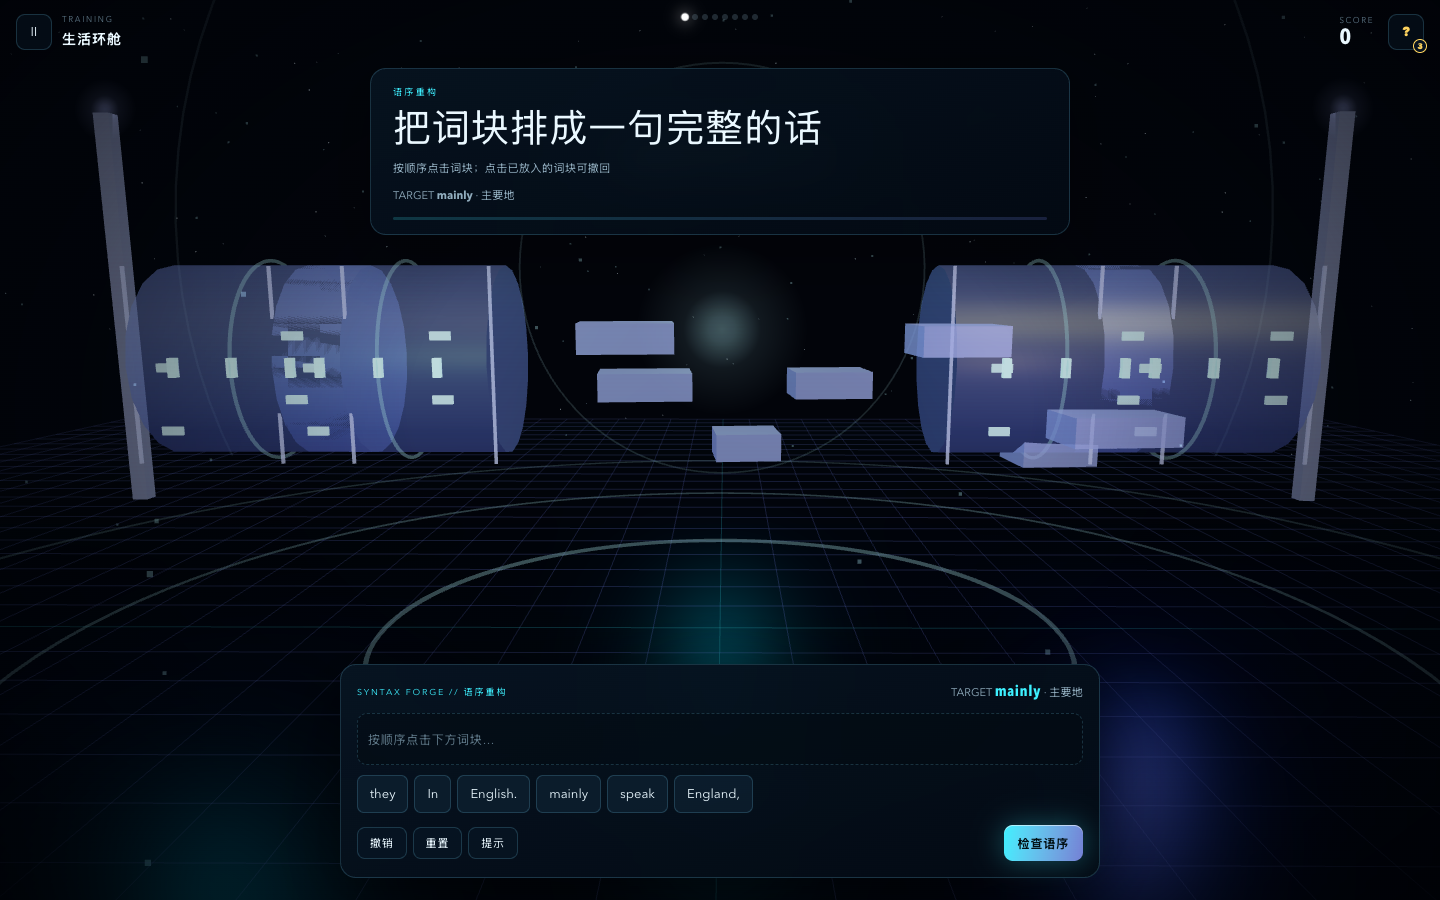 II
TRAINING
生活环舱
SCORE
0
?
3
语序重构
把词块排成一句完整的话
按顺序点击词块；点击已放入的词块可撤回
TARGET mainly · 主要地
SYNTAX FORGE // 语序重构
TARGET mainly · 主要地
按顺序点击下方词块…
they In English. mainly speak England,
撤销 重置 提示
检查语序